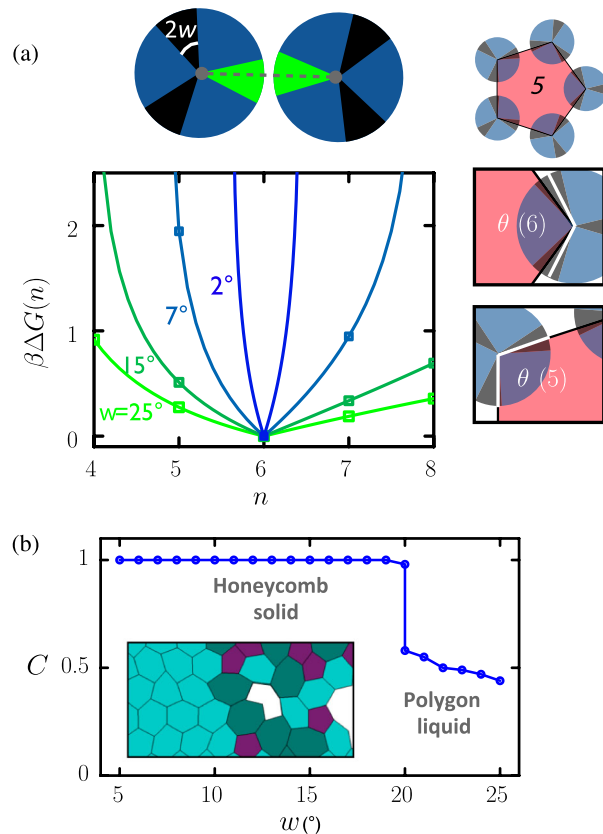 (a)
2w
5
θ (6)
θ (5)
βΔG(n)
2
1
0
2°
7°
15°
w=25°
4
5
6
7
8
n
(b)
1
0.5
0
C
Honeycomb
solid
Polygon
liquid
5
10
15
20
25
w(°)